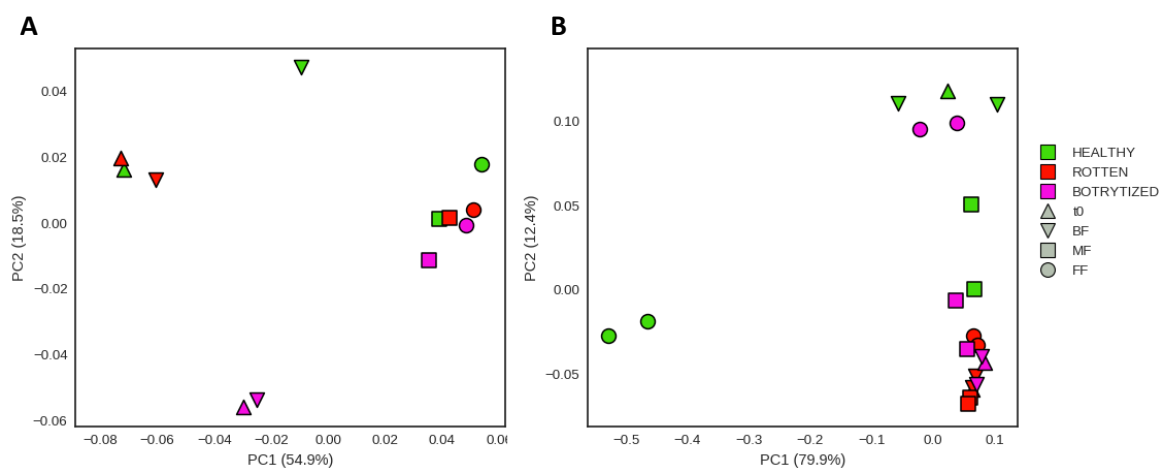 A
B
0.04
0.02
0.00
−0.02
−0.04
−0.06
PC2 (18.5%)
−0.08
−0.06
−0.04
−0.02
0.00
0.02
0.04
PC1 (54.9%)
0.10
0.05
0.00
−0.05
PC2 (12.4%)
−0.5
−0.4
−0.3
−0.2
−0.1
0.0
0.1
PC1 (79.9%)
HEALTHY
ROTTEN
BOTRYTIZED
t0
BF
MF
FF